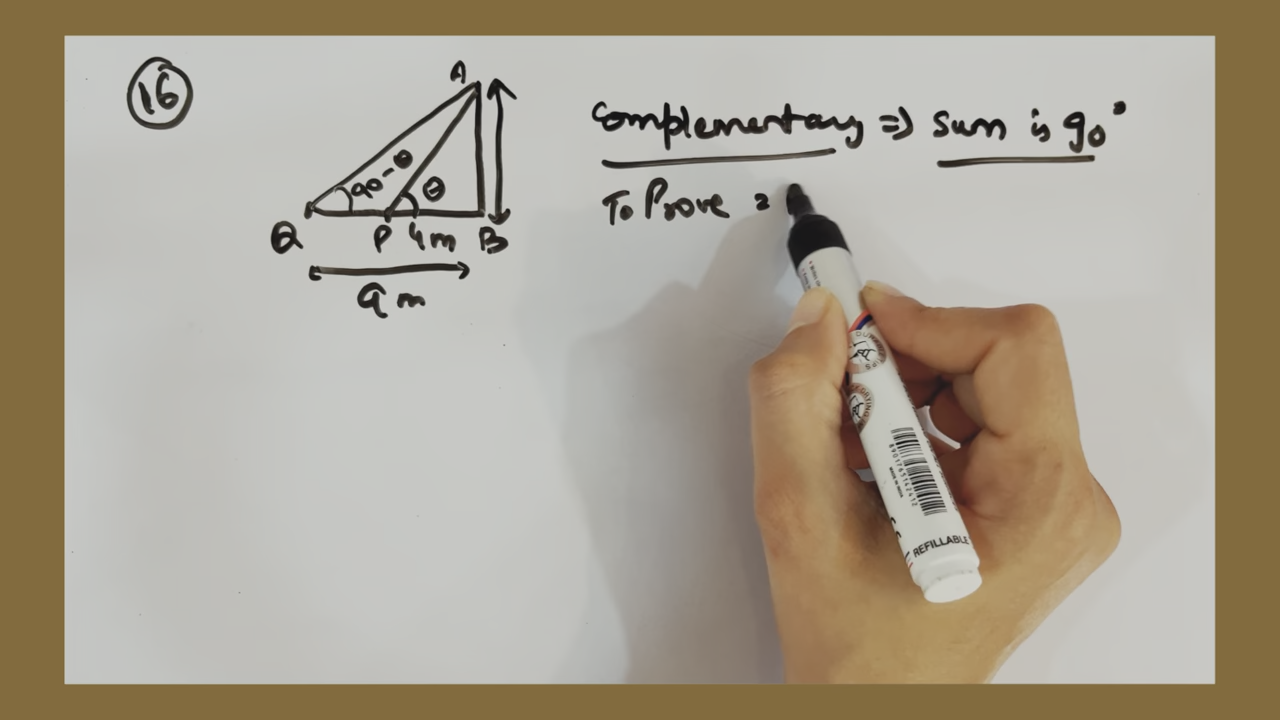 16
A
90-θ
θ
Q P 4m B
9m
Complementary => Sum is 90°
To Prove =
REFILLABLE